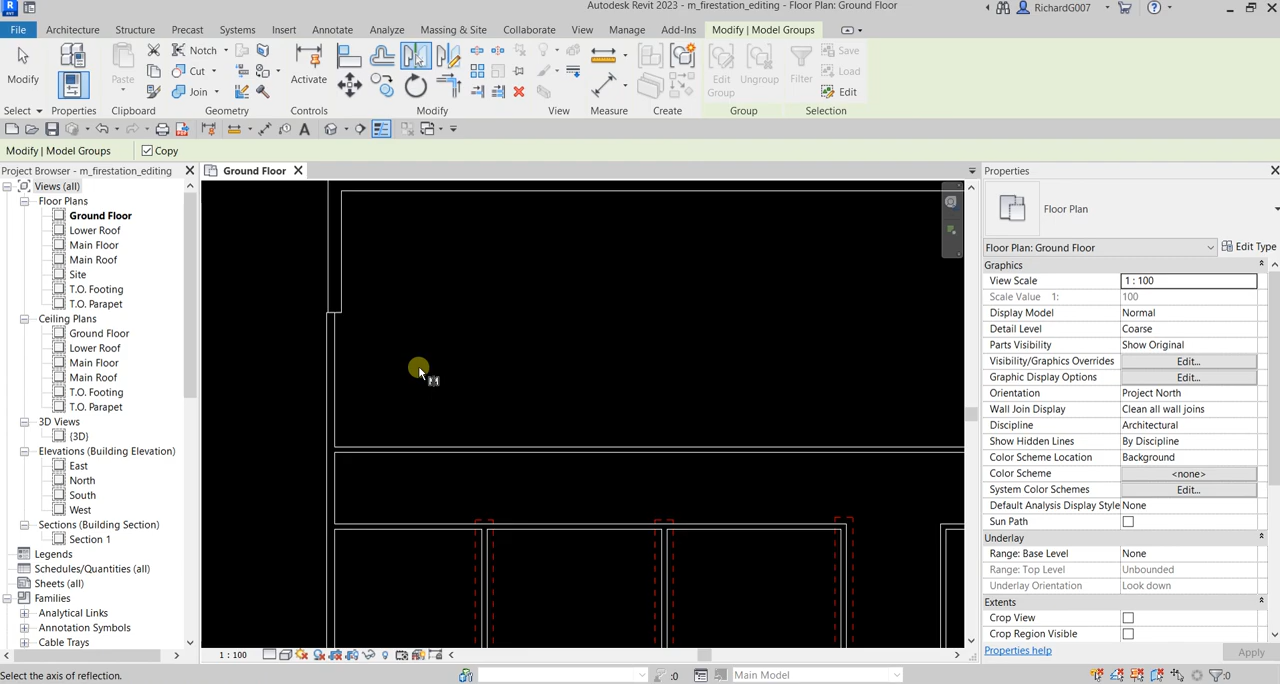 Autodesk Revit 2023 - m_firestation_editing - Floor Plan: Ground Floor
RichardG007
File Architecture Structure Precast Systems Insert Annotate Analyze Massing & Site Collaborate View Manage Add-Ins Modify | Model Groups
Modify Paste Notch Cut Join Activate Edit Group Ungroup Filter Save Load Edit
Select Properties Clipboard Geometry Controls Modify View Measure Create Group Selection
Modify | Model Groups Copy
Project Browser - m_firestation_editing
Views (all)
Floor Plans
Ground Floor
Lower Roof
Main Floor
Main Roof
Site
T.O. Footing
T.O. Parapet
Ceiling Plans
Ground Floor
Lower Roof
Main Floor
Main Roof
T.O. Footing
T.O. Parapet
3D Views
{3D}
Elevations (Building Elevation)
East
North
South
West
Sections (Building Section)
Section 1
Legends
Schedules/Quantities (all)
Sheets (all)
Families
Analytical Links
Annotation Symbols
Cable Trays
Ground Floor
Properties
Floor Plan
Floor Plan: Ground Floor Edit Type
Graphics
View Scale 1 : 100
Scale Value 1: 100
Display Model Normal
Detail Level Coarse
Parts Visibility Show Original
Visibility/Graphics Overrides Edit...
Graphic Display Options Edit...
Orientation Project North
Wall Join Display Clean all wall joins
Discipline Architectural
Show Hidden Lines By Discipline
Color Scheme Location Background
Color Scheme <none>
System Color Schemes Edit...
Default Analysis Display Style None
Sun Path
Underlay
Range: Base Level None
Range: Top Level Unbounded
Underlay Orientation Look down
Extents
Crop View
Crop Region Visible
Properties help Apply
1 : 100
Select the axis of reflection. :0 Main Model :0